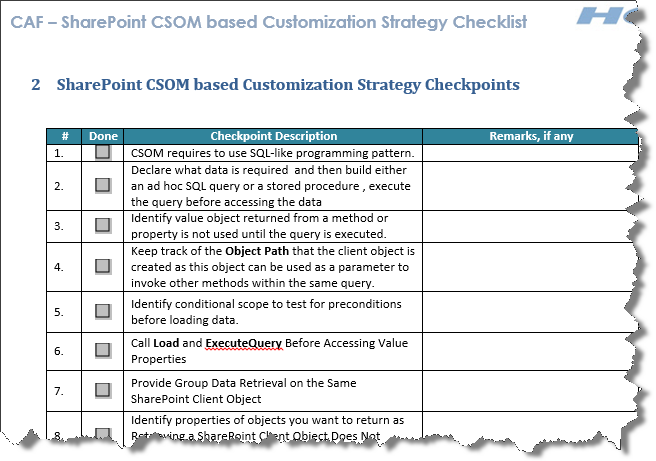 CAF – SharePoint CSOM based Customization Strategy Checklist
2 SharePoint CSOM based Customization Strategy Checkpoints
# Done Checkpoint Description Remarks, if any
1. CSOM requires to use SQL-like programming pattern.
2. Declare what data is required and then build either
an ad hoc SQL query or a stored procedure , execute
the query before accessing the data
3. Identify value object returned from a method or
property is not used until the query is executed.
4. Keep track of the Object Path that the client object is
created as this object can be used as a parameter to
invoke other methods within the same query.
5. Identify conditional scope to test for preconditions
before loading data.
6. Call Load and ExecuteQuery Before Accessing Value
Properties
7. Provide Group Data Retrieval on the Same
SharePoint Client Object
8. Identify properties of objects you want to return as
Retrieving a SharePoint Client Object Does Not